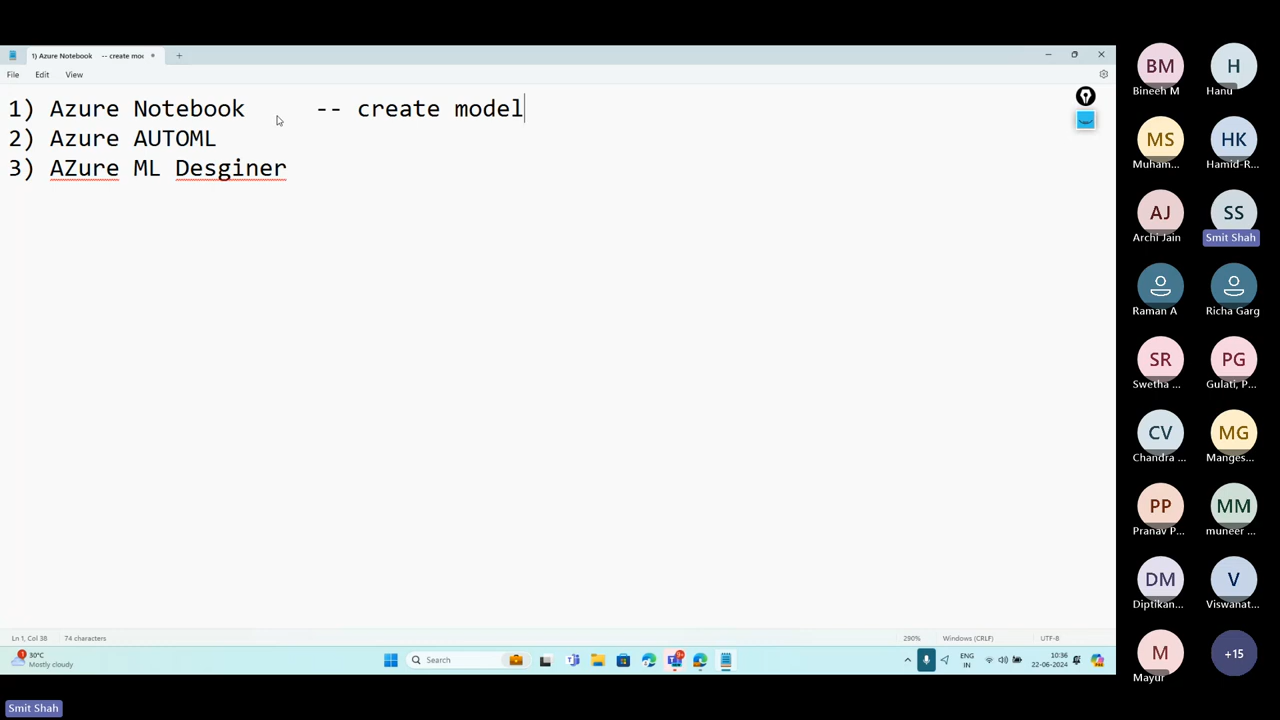 1) Azure Notebook -- create moc
File Edit View
1) Azure Notebook -- create model
2) Azure AUTOML
3) AZure ML Desginer
Ln 1, Col 38 74 characters 290% Windows (CRLF) UTF-8
1 30°C Mostly cloudy
Search
ENG IN
10:36
22-06-2024
Smit Shah
BM H
Bineeh M Hanu
MS HK
Muham... Hamid-R...
AJ SS
Archi Jain Smit Shah
Raman A Richa Garg
SR PG
Swetha ... Gulati, P...
CV MG
Chandra ... Manges...
PP MM
Pranav P... muneer ...
DM V
Diptikan... Viswanat...
M +15
Mayur